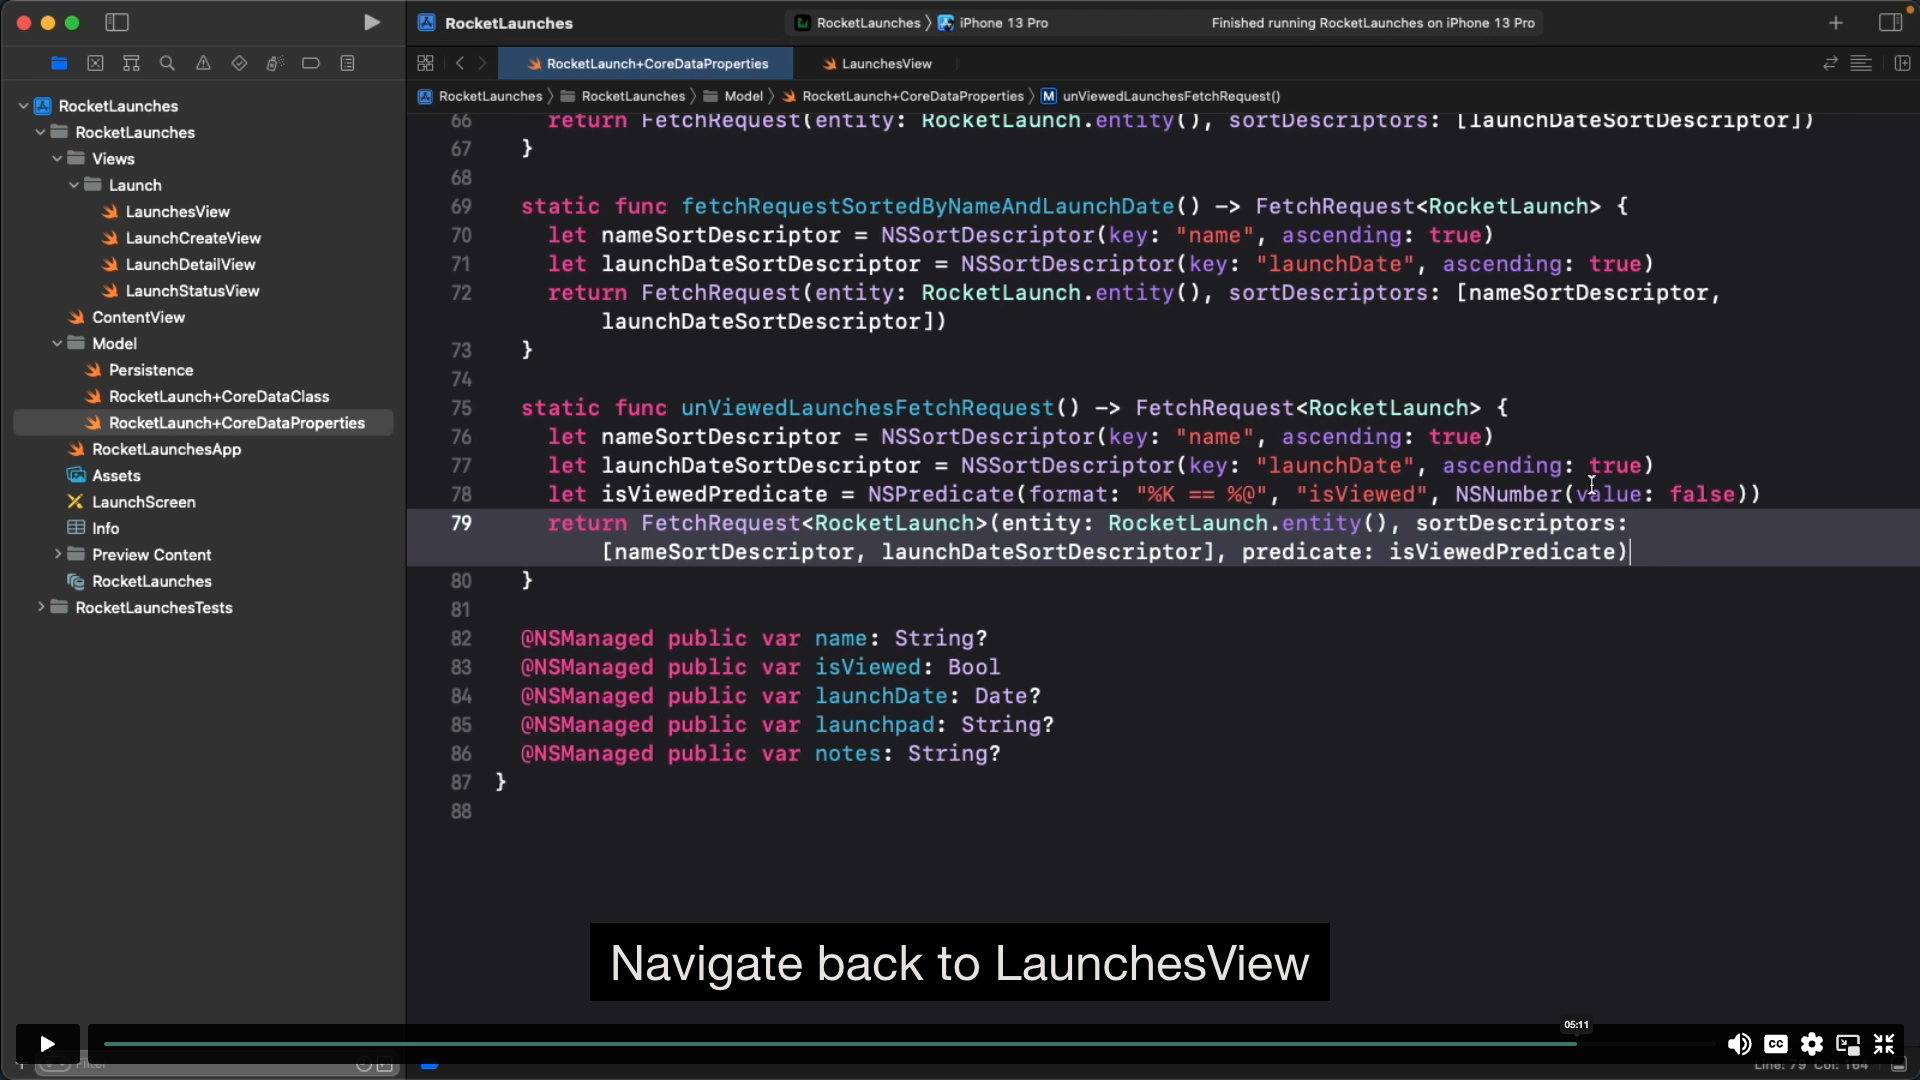 RocketLaunches
RocketLaunches
iPhone 13 Pro
Finished running RocketLaunches on iPhone 13 Pro
RocketLaunch+CoreDataProperties
LaunchesView
RocketLaunches
RocketLaunches
Model
RocketLaunch+CoreDataProperties
M
unViewedLaunchesFetchRequest()
RocketLaunches
RocketLaunches
Views
Launch
LaunchesView
LaunchCreateView
LaunchDetailView
LaunchStatusView
ContentView
Model
Persistence
RocketLaunch+CoreDataClass
RocketLaunch+CoreDataProperties
RocketLaunchesApp
Assets
LaunchScreen
Info
Preview Content
RocketLaunches
RocketLaunchesTests
66 return FetchRequest(entity: RocketLaunch.entity(), sortDescriptors: [launchDateSortDescriptor])
67 }
68
69 static func fetchRequestSortedByNameAndLaunchDate() -> FetchRequest<RocketLaunch> {
70 let nameSortDescriptor = NSSortDescriptor(key: "name", ascending: true)
71 let launchDateSortDescriptor = NSSortDescriptor(key: "launchDate", ascending: true)
72 return FetchRequest(entity: RocketLaunch.entity(), sortDescriptors: [nameSortDescriptor,
launchDateSortDescriptor])
73 }
74
75 static func unViewedLaunchesFetchRequest() -> FetchRequest<RocketLaunch> {
76 let nameSortDescriptor = NSSortDescriptor(key: "name", ascending: true)
77 let launchDateSortDescriptor = NSSortDescriptor(key: "launchDate", ascending: true)
78 let isViewedPredicate = NSPredicate(format: "%K == %@", "isViewed", NSNumber(value: false))
79 return FetchRequest<RocketLaunch>(entity: RocketLaunch.entity(), sortDescriptors:
[nameSortDescriptor, launchDateSortDescriptor], predicate: isViewedPredicate)
80 }
81
82 @NSManaged public var name: String?
83 @NSManaged public var isViewed: Bool
84 @NSManaged public var launchDate: Date?
85 @NSManaged public var launchpad: String?
86 @NSManaged public var notes: String?
87 }
88
Navigate back to LaunchesView
05:11
CC
Filter
Line: 79 Col: 164